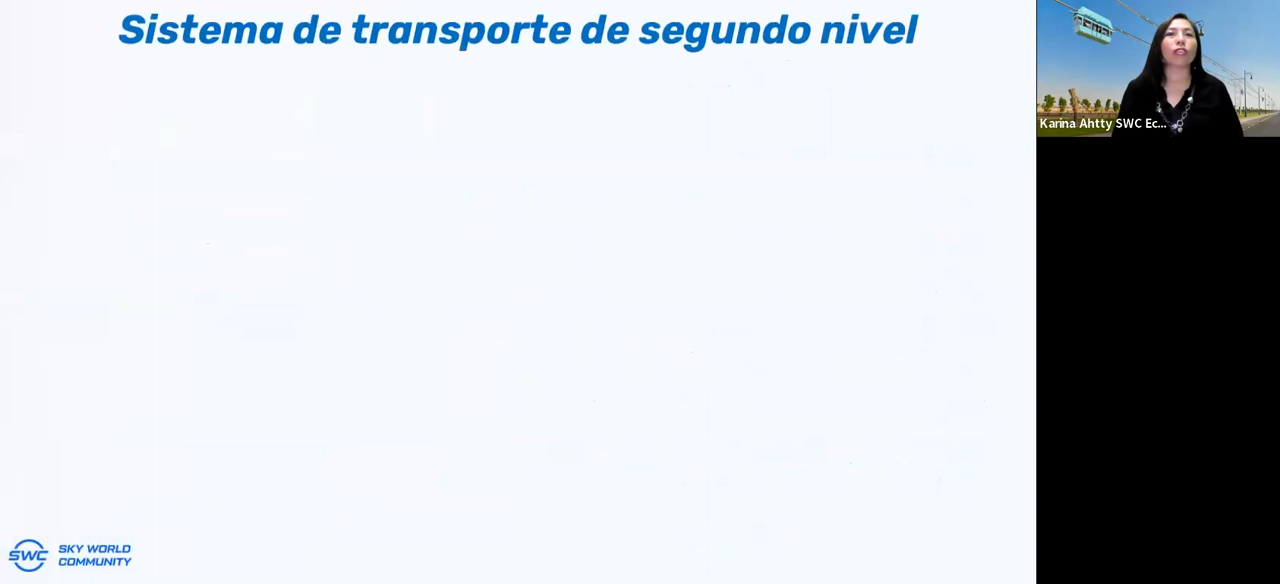 Sistema de transporte de segundo nivel
Karina Ahtty SWC Ec...
SWC
SKY WORLD
COMMUNITY